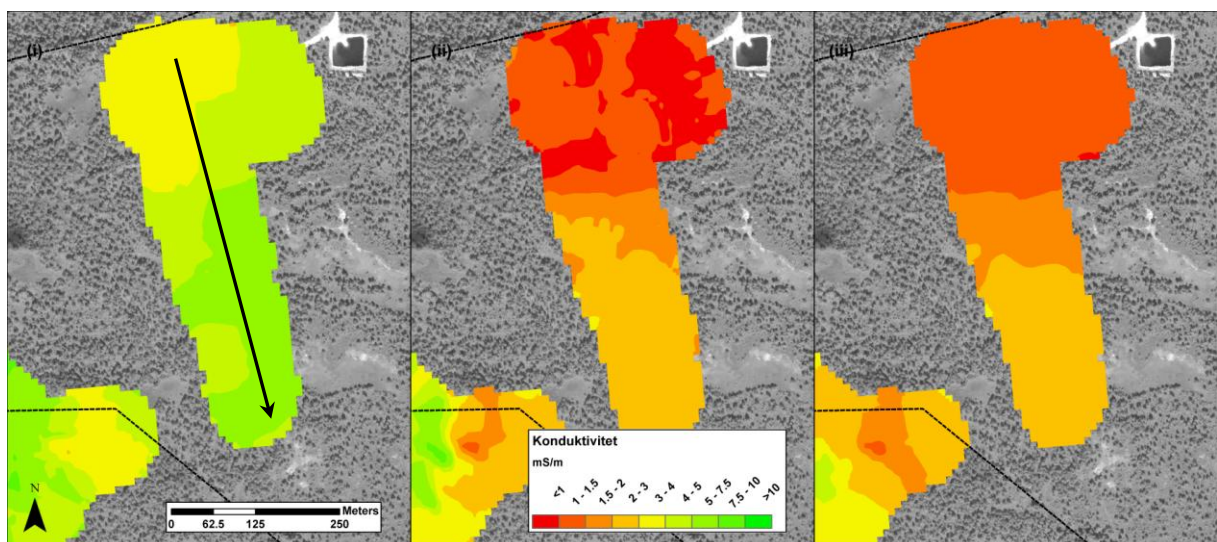 (i)
(ii)
(iii)
N
Meters
0 62.5 125 250
Konduktivitet
mS/m
<1 1 - 1.5 1.5 - 2 2 - 3 3 - 4 4 - 5 5 - 7.5 7.5 - 10 >10